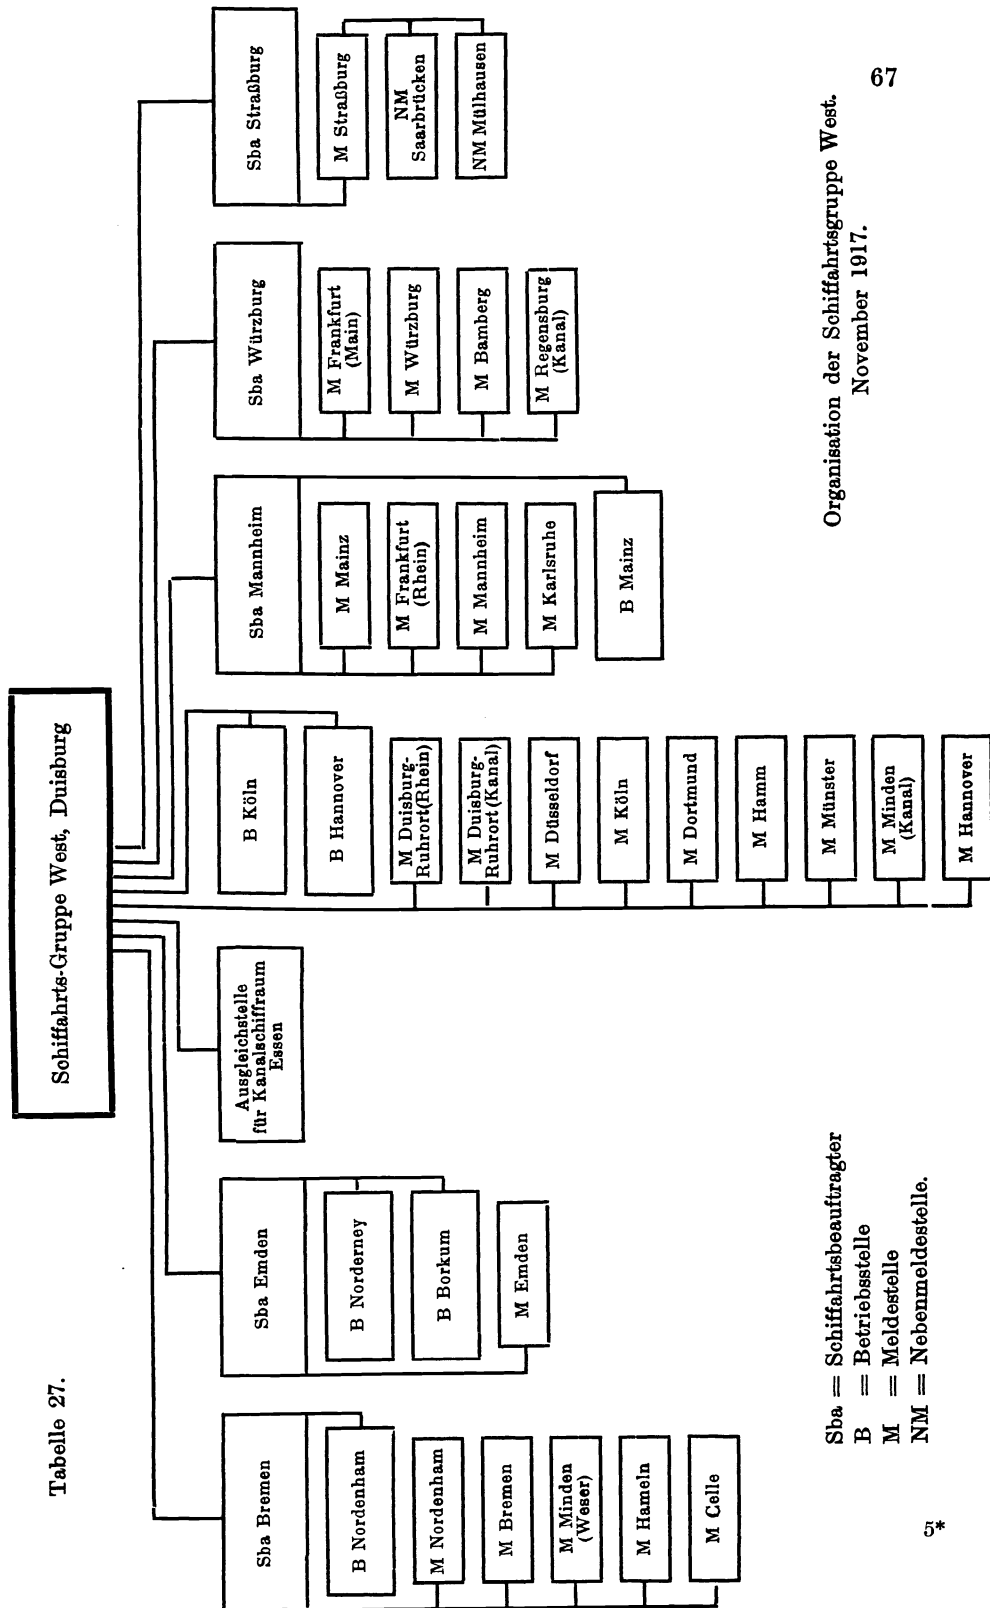 67
Tabelle 27.
Schiffahrts-Gruppe West, Duisburg
Sba Bremen
B Nordenham
M Nordenham
M Bremen
M Minden
(Weser)
M Hameln
M Celle
Sba Emden
B Norderney
B Borkum
M Emden
Ausgleichstelle
für Kanalschiffraum
Essen
B Köln
B Hannover
M Duisburg-
Ruhrort (Rhein)
M Duisburg-
Ruhrort (Kanal)
M Düsseldorf
M Köln
M Dortmund
M Hamm
M Münster
M Minden
(Kanal)
M Hannover
Sba Mannheim
M Mainz
M Frankfurt
(Rhein)
M Mannheim
M Karlsruhe
B Mainz
Sba Würzburg
M Frankfurt
(Main)
M Würzburg
M Bamberg
M Regensburg
(Kanal)
Sba Straßburg
M Straßburg
NM
Saarbrücken
NM Mülhausen
Sba = Schiffahrtsbeauftragter
B = Betriebsstelle
M = Meldestelle
NM = Nebenmeldestelle.
Organisation der Schiffahrtsgruppe West.
November 1917.
5*